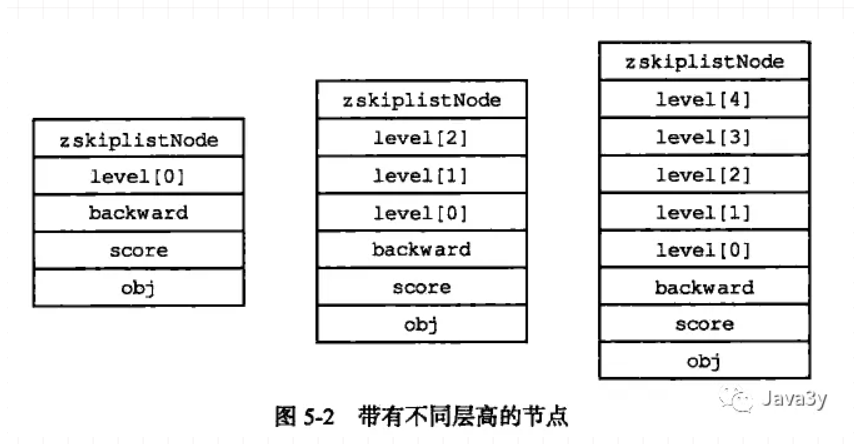 zskiplistNode
level[0]
backward
score
obj
zskiplistNode
level[2]
level[1]
level[0]
backward
score
obj
zskiplistNode
level[4]
level[3]
level[2]
level[1]
level[0]
backward
score
obj
图 5-2 带有不同层高的节点
Java3y